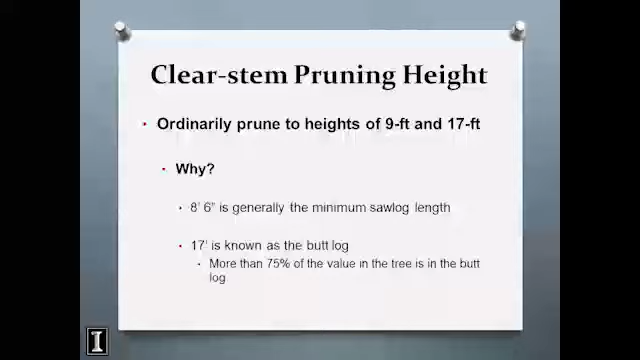 Clear-stem Pruning Height
• Ordinarily prune to heights of 9-ft and 17-ft
• Why?
• 8' 6" is generally the minimum sawlog length
• 17' is known as the butt log
• More than 75% of the value in the tree is in the butt
log
I